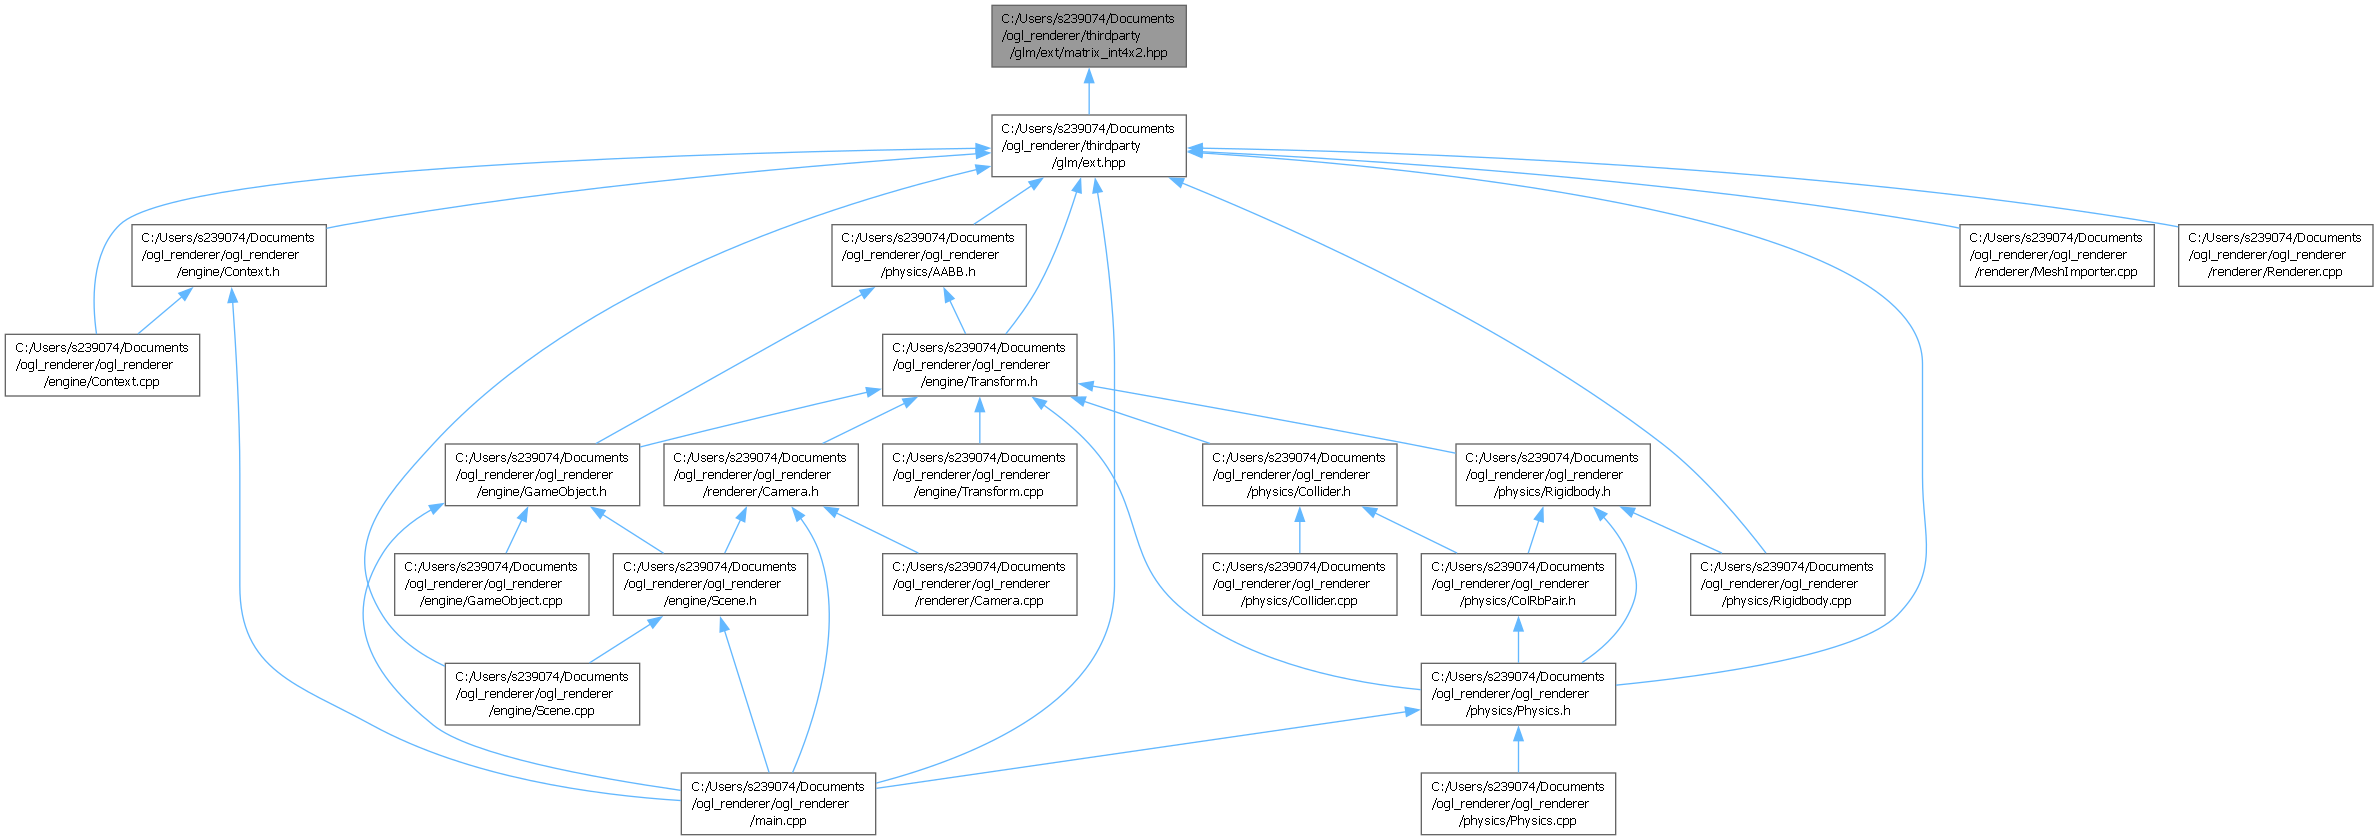 C:/Users/s239074/Documents
/ogl_renderer/thirdparty
/glm/ext/matrix_int4x2.hpp
C:/Users/s239074/Documents
/ogl_renderer/thirdparty
/glm/ext.hpp
C:/Users/s239074/Documents
/ogl_renderer/ogl_renderer
/engine/Context.h
C:/Users/s239074/Documents
/ogl_renderer/ogl_renderer
/physics/AABB.h
C:/Users/s239074/Documents
/ogl_renderer/ogl_renderer
/renderer/MeshImporter.cpp
C:/Users/s239074/Documents
/ogl_renderer/ogl_renderer
/renderer/Renderer.cpp
C:/Users/s239074/Documents
/ogl_renderer/ogl_renderer
/engine/Context.cpp
C:/Users/s239074/Documents
/ogl_renderer/ogl_renderer
/engine/Transform.h
C:/Users/s239074/Documents
/ogl_renderer/ogl_renderer
/engine/GameObject.h
C:/Users/s239074/Documents
/ogl_renderer/ogl_renderer
/renderer/Camera.h
C:/Users/s239074/Documents
/ogl_renderer/ogl_renderer
/engine/Transform.cpp
C:/Users/s239074/Documents
/ogl_renderer/ogl_renderer
/physics/Collider.h
C:/Users/s239074/Documents
/ogl_renderer/ogl_renderer
/physics/Rigidbody.h
C:/Users/s239074/Documents
/ogl_renderer/ogl_renderer
/engine/GameObject.cpp
C:/Users/s239074/Documents
/ogl_renderer/ogl_renderer
/engine/Scene.h
C:/Users/s239074/Documents
/ogl_renderer/ogl_renderer
/renderer/Camera.cpp
C:/Users/s239074/Documents
/ogl_renderer/ogl_renderer
/physics/Collider.cpp
C:/Users/s239074/Documents
/ogl_renderer/ogl_renderer
/physics/ColRbPair.h
C:/Users/s239074/Documents
/ogl_renderer/ogl_renderer
/physics/Rigidbody.cpp
C:/Users/s239074/Documents
/ogl_renderer/ogl_renderer
/engine/Scene.cpp
C:/Users/s239074/Documents
/ogl_renderer/ogl_renderer
/physics/Physics.h
C:/Users/s239074/Documents
/ogl_renderer/ogl_renderer
/main.cpp
C:/Users/s239074/Documents
/ogl_renderer/ogl_renderer
/physics/Physics.cpp